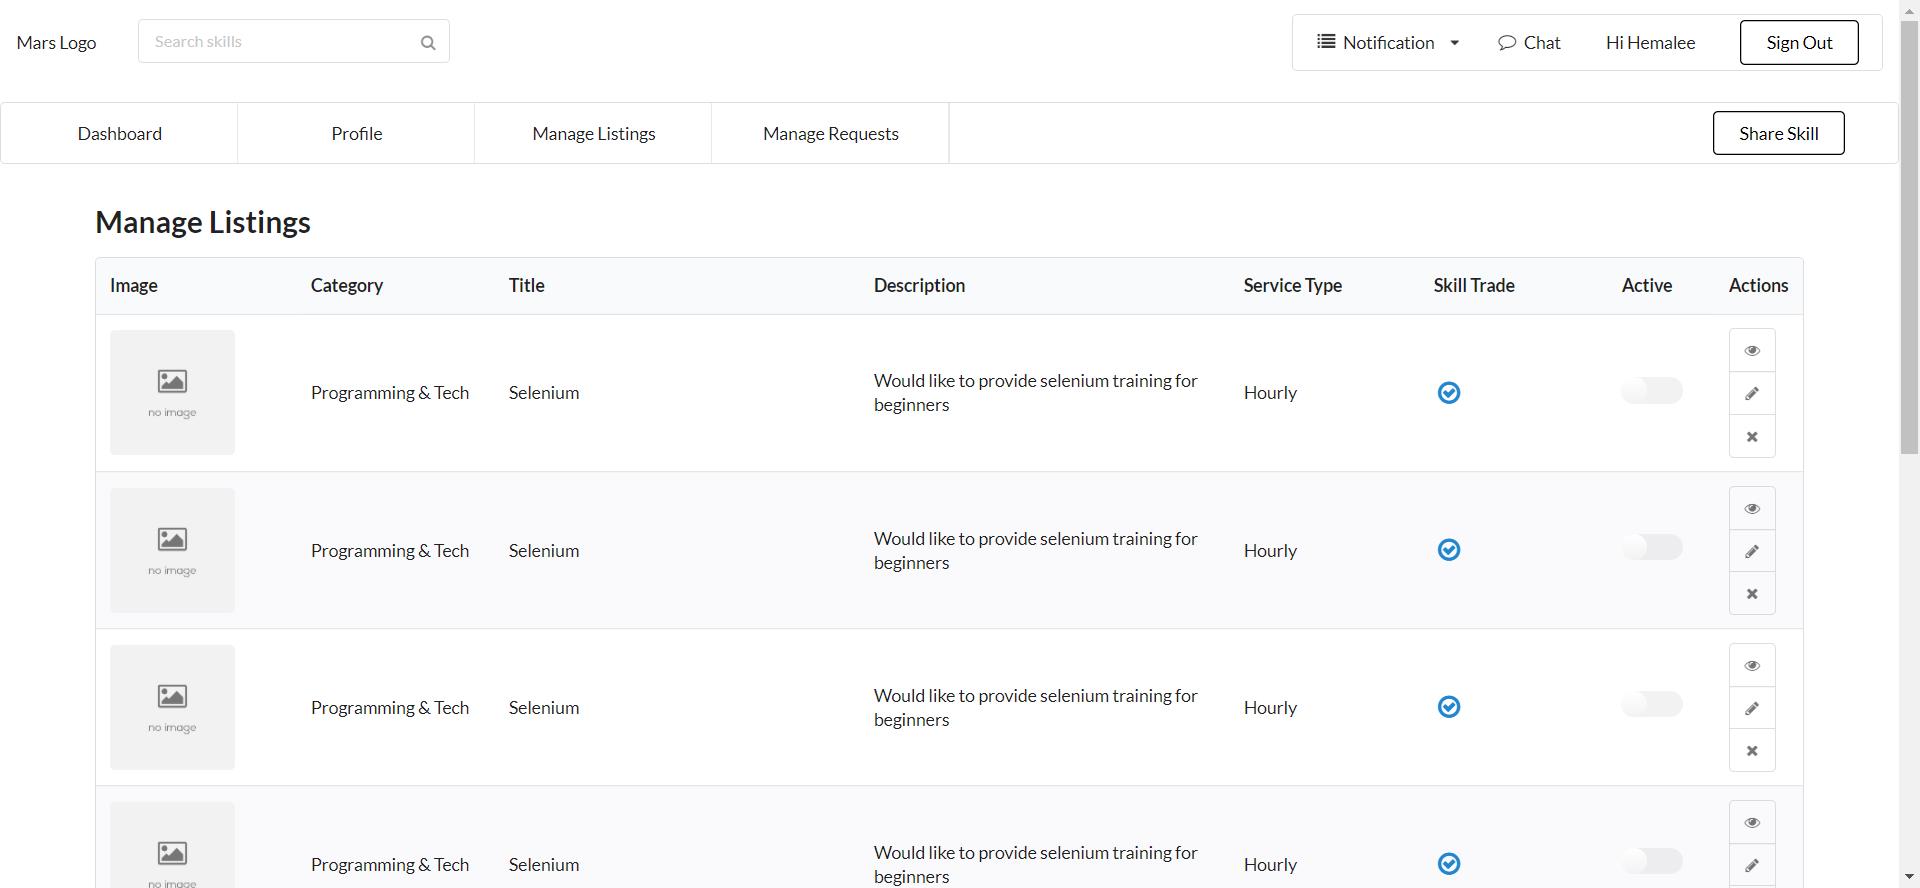 Mars Logo
Search skills
Notification
Chat
Hi Hemalee
Sign Out
Dashboard
Profile
Manage Listings
Manage Requests
Share Skill
Manage Listings
Image
Category
Title
Description
Service Type
Skill Trade
Active
Actions
no image
Programming & Tech
Selenium
Would like to provide selenium training for
beginners
Hourly
no image
Programming & Tech
Selenium
Would like to provide selenium training for
beginners
Hourly
no image
Programming & Tech
Selenium
Would like to provide selenium training for
beginners
Hourly
no image
Programming & Tech
Selenium
Would like to provide selenium training for
beginners
Hourly